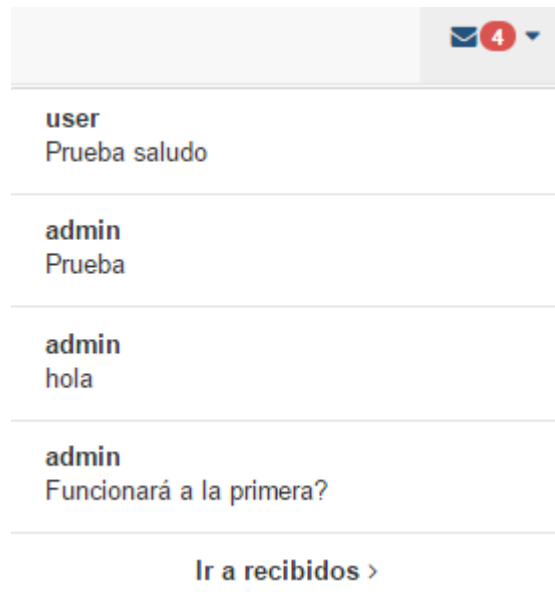 4
user
Prueba saludo
admin
Prueba
admin
hola
admin
Funcionará a la primera?
Ir a recibidos >